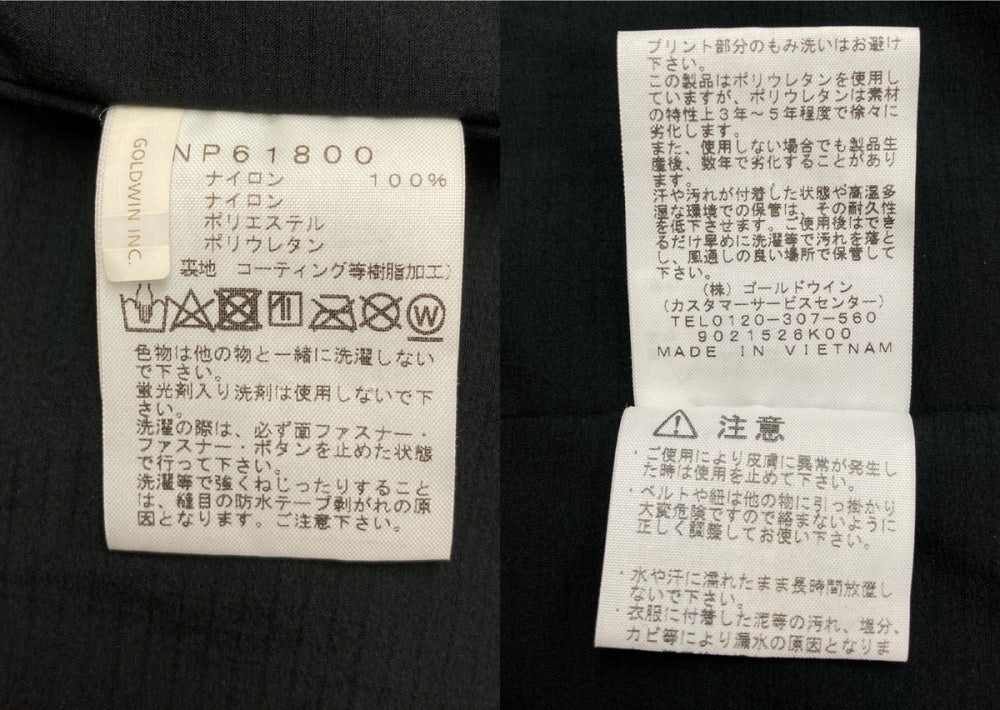 GOLDWIN INC.
NP61800
ナイロン 100%
ナイロン
ポリエステル
ポリウレタン
裏地 コーティング等樹脂加工)
W
色物は他の物と一緒に洗濯しない
で下さい。
蛍光剤入り洗剤は使用しないで下
さい。
洗濯の際は、必ず面ファスナー・
ファスナー・ボタンを止めた状態
で行って下さい。
洗濯等で強くねじったりすること
は、縫目の防水テープ剥がれの原
因となります。ご注意下さい。
プリント部分のもみ洗いはお避け
下さい。
この製品はポリウレタンを使用し
ていますが、ポリウレタンは素材
の特性上3年～5年程度で徐々に
劣化します。
また、使用しない場合でも製品生
産後、数年で劣化することがあり
ます。
汗や汚れが付着した状態や高温多
湿な環境での保管は、その耐久性
を低下させます。ご使用後はでき
るだけ早めに洗濯等で汚れを落と
し、風通しの良い場所で保管して
下さい。
(株) ゴールドウイン
(カスタマーサービスセンター)
TEL0120-307-560
9021526K00
MADE IN VIETNAM
注意
・ご使用により皮膚に異常が発生し
た時は使用を止めて下さい。
・ベルトや紐は他の物に引っ掛かり
大変危険ですので絡まないように
正しく調整してお使い下さい。
・水や汗に濡れたまま長時間放置し
ないで下さい。
・衣服に付着した泥等の汚れ、塩分、
カビ等により漏水の原因となりま